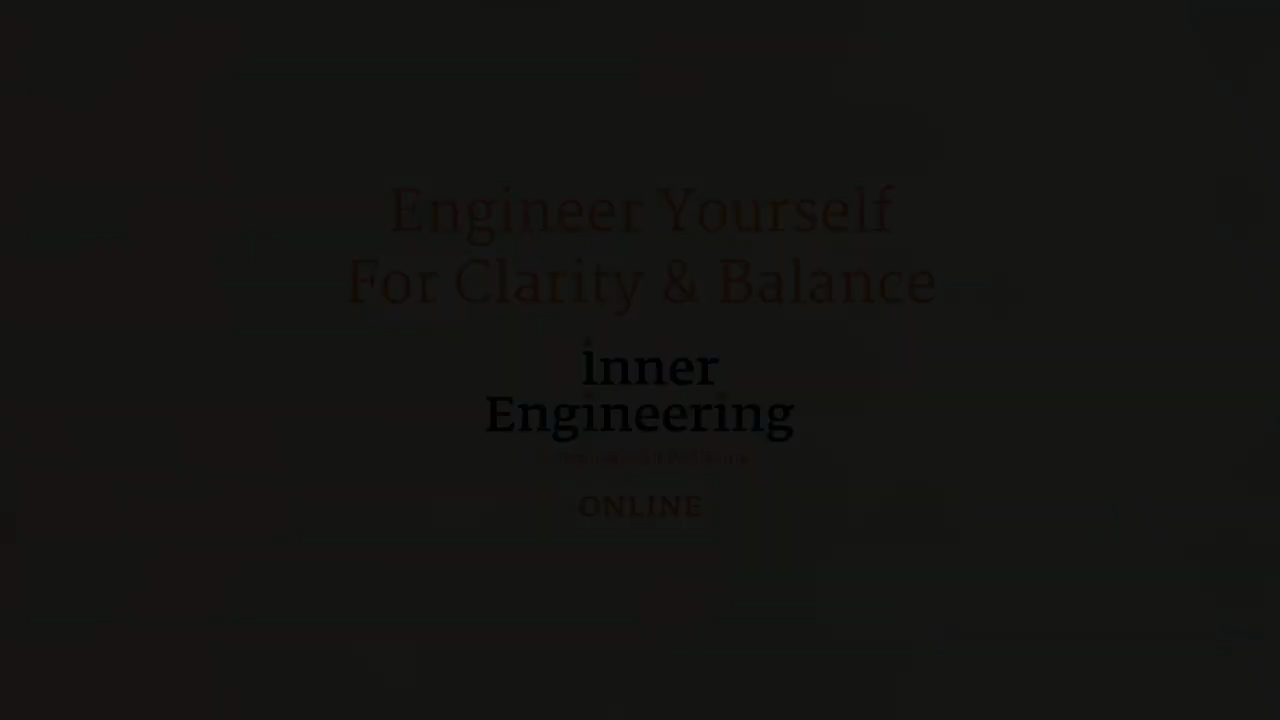 Engineer Yourself
For Clarity & Balance
inner
Engineering
ONLINE